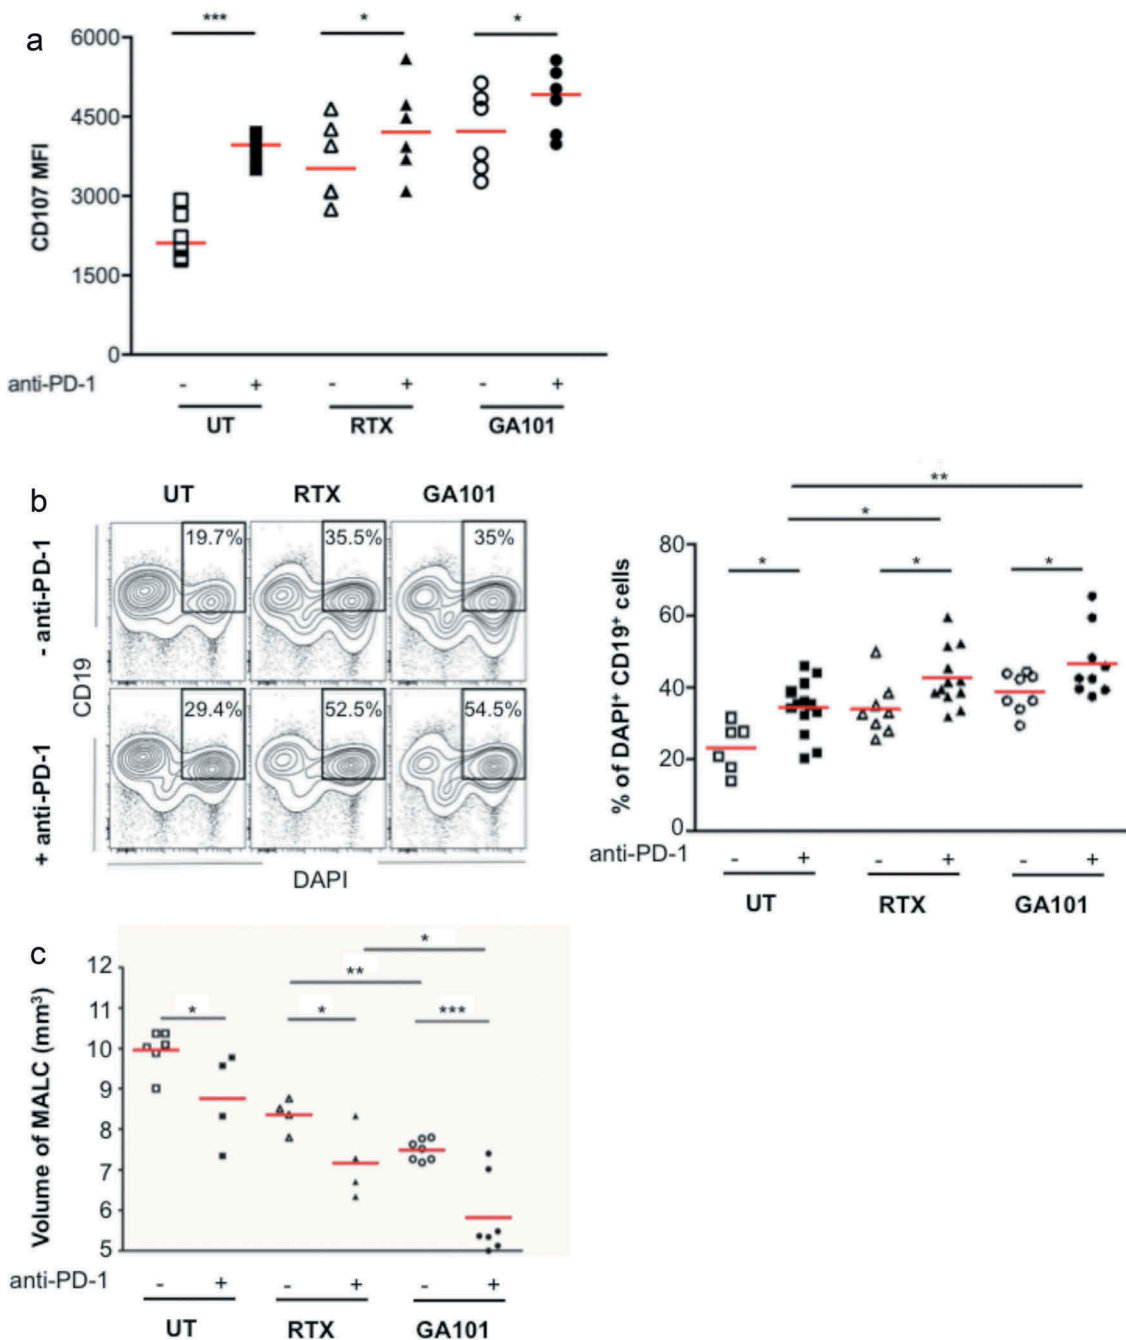 a
*** * *
6000
4500
3000
1500
0
CD107 MFI
anti-PD-1 - + - + - +
UT RTX GA101
b
UT RTX GA101
- anti-PD-1
19.7% 35.5% 35%
+ anti-PD-1
29.4% 52.5% 54.5%
CD19
DAPI
**
*
* * *
80
60
40
20
0
% of DAPI⁺ CD19⁺ cells
anti-PD-1 - + - + - +
UT RTX GA101
c
*
**
* * ***
12
11
10
9
8
7
6
5
Volume of MALC (mm³)
anti-PD-1 - + - + - +
UT RTX GA101